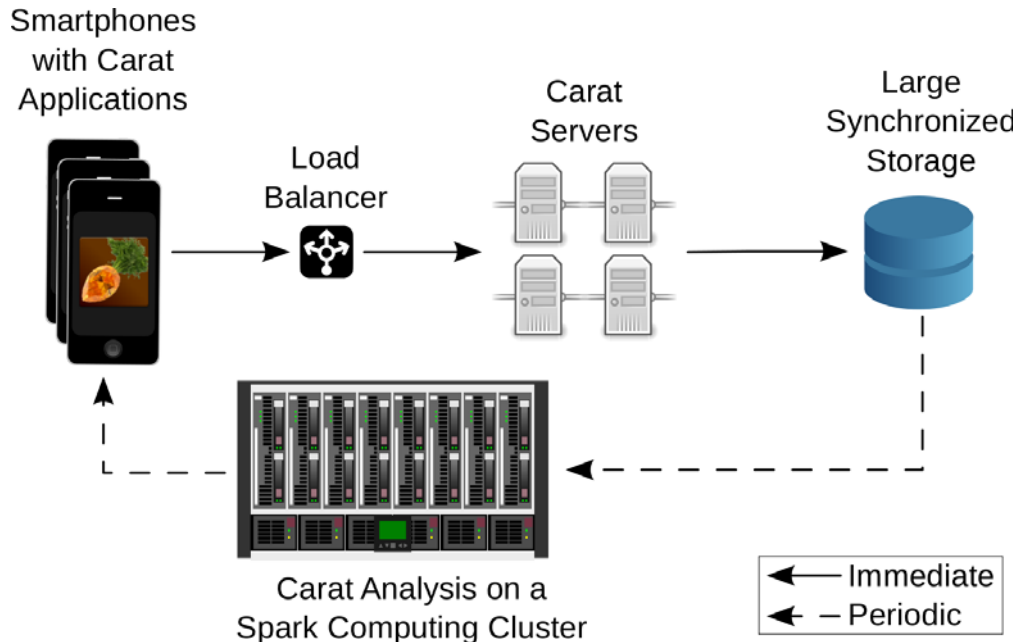 Smartphones
with Carat
Applications
Load
Balancer
Carat
Servers
Large
Synchronized
Storage
Carat Analysis on a
Spark Computing Cluster
Immediate
Periodic